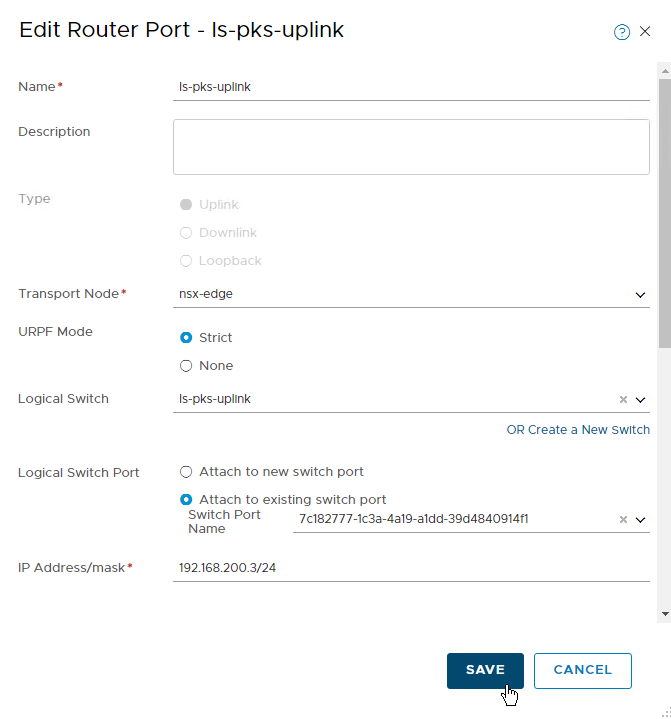 Edit Router Port - ls-pks-uplink
?
Name*
ls-pks-uplink
Description
Type
Uplink
Downlink
Loopback
Transport Node*
nsx-edge
URPF Mode
Strict
None
Logical Switch
ls-pks-uplink
OR Create a New Switch
Logical Switch Port
Attach to new switch port
Attach to existing switch port
Switch Port
Name
7c182777-1c3a-4a19-a1dd-39d4840914f1
IP Address/mask*
192.168.200.3/24
SAVE
CANCEL